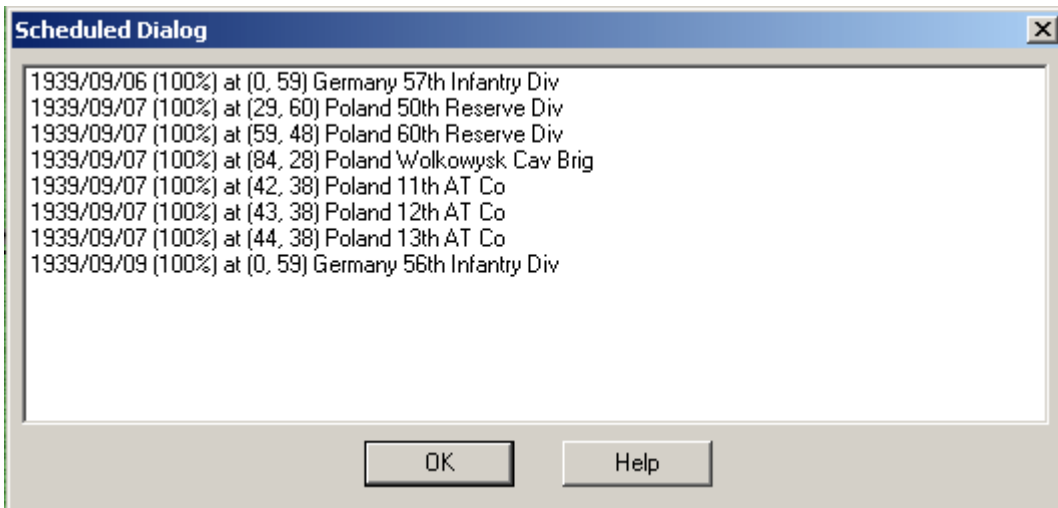 Scheduled Dialog
1939/09/06 (100%) at (0, 59) Germany 57th Infantry Div
1939/09/07 (100%) at (29, 60) Poland 50th Reserve Div
1939/09/07 (100%) at (59, 48) Poland 60th Reserve Div
1939/09/07 (100%) at (84, 28) Poland Wolkowysk Cav Brig
1939/09/07 (100%) at (42, 38) Poland 11th AT Co
1939/09/07 (100%) at (43, 38) Poland 12th AT Co
1939/09/07 (100%) at (44, 38) Poland 13th AT Co
1939/09/09 (100%) at (0, 59) Germany 56th Infantry Div
OK Help